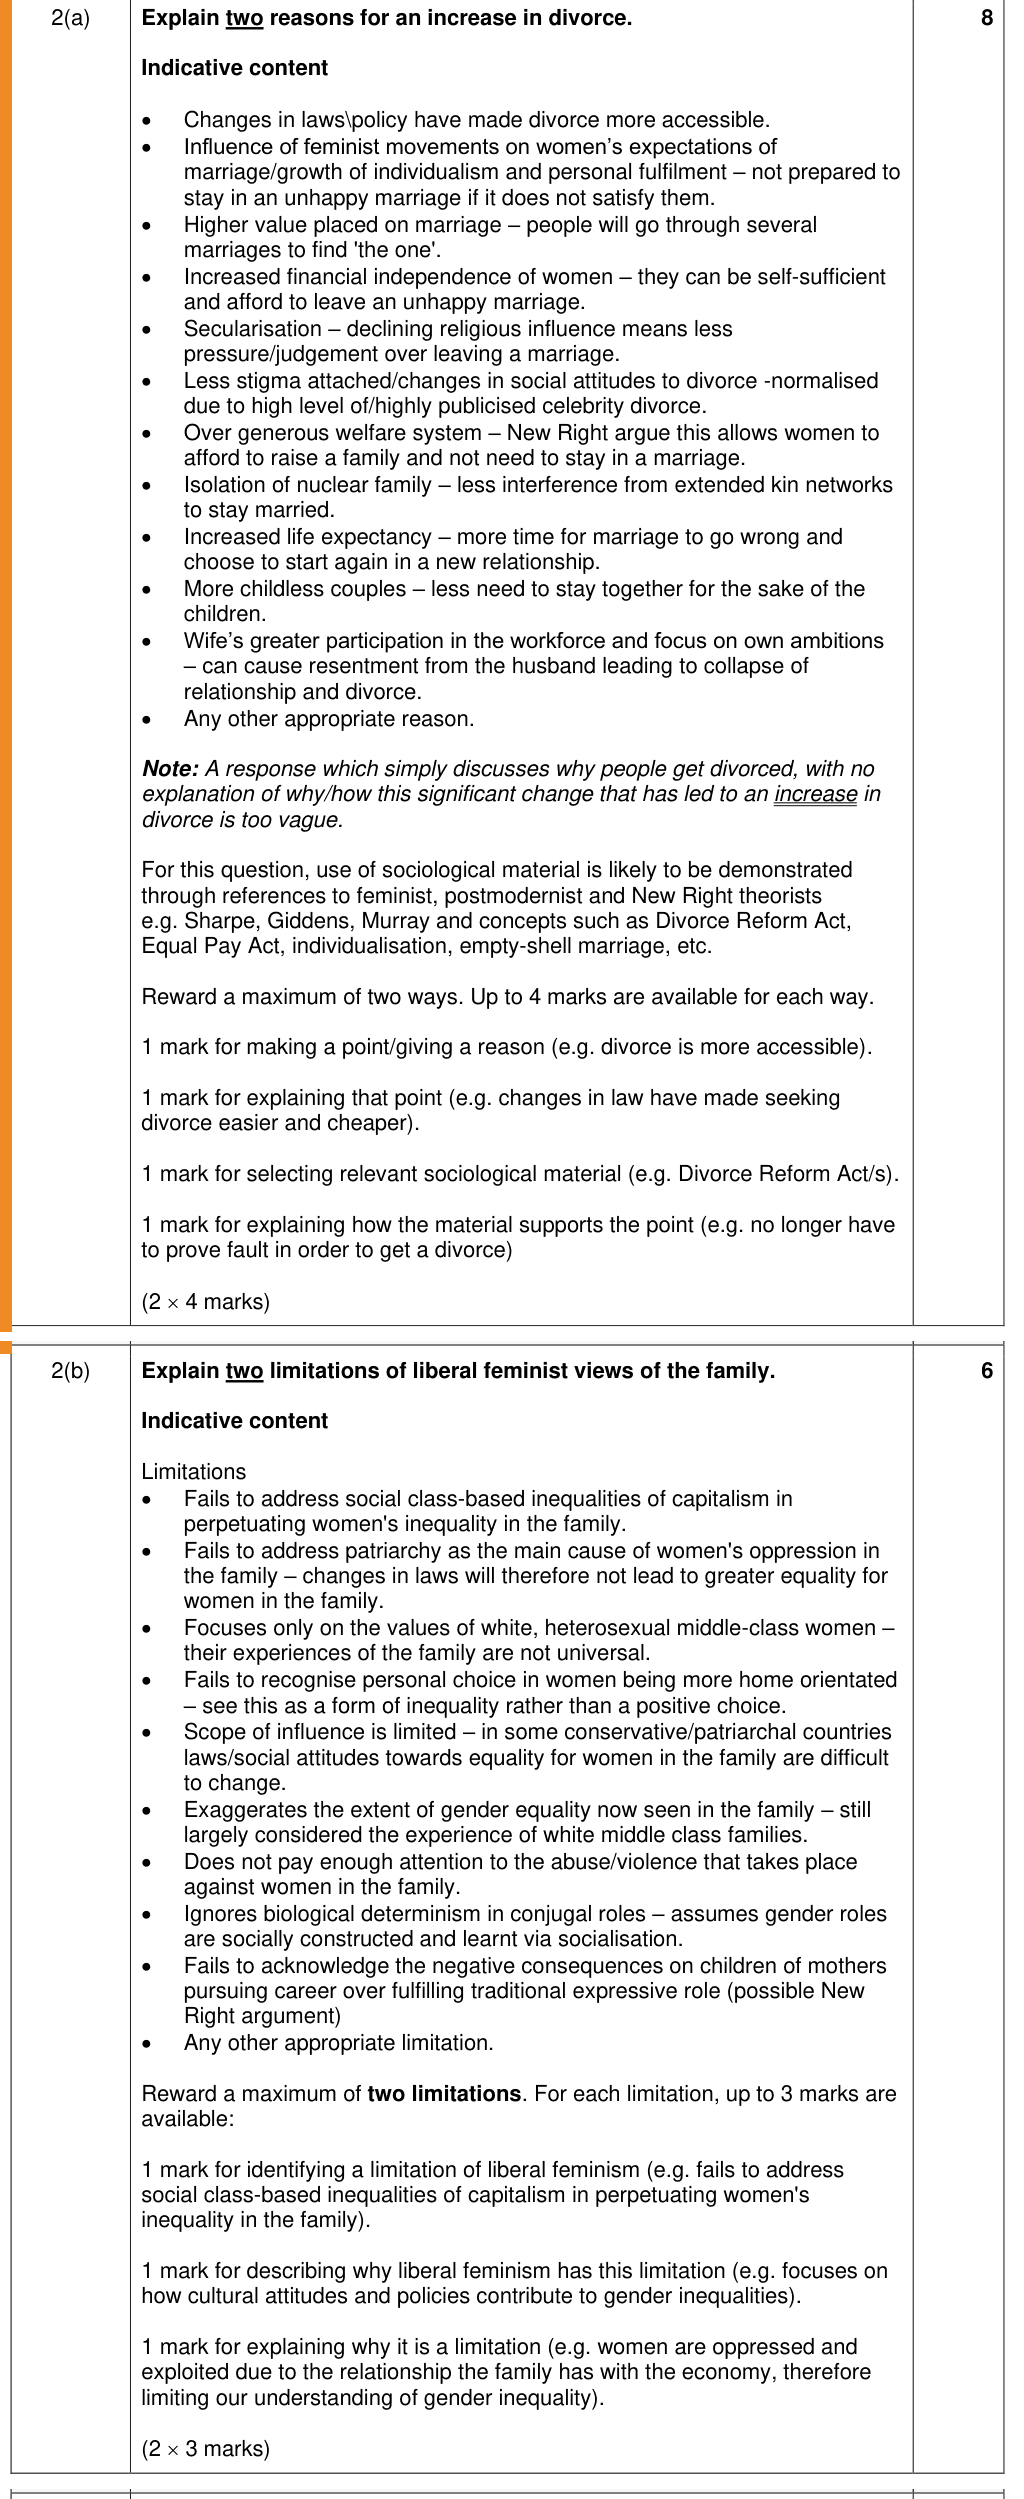 2(a) Explain two reasons for an increase in divorce. 8
Indicative content
• Changes in laws\policy have made divorce more accessible.
• Influence of feminist movements on women’s expectations of
marriage/growth of individualism and personal fulfilment – not prepared to
stay in an unhappy marriage if it does not satisfy them.
• Higher value placed on marriage – people will go through several
marriages to find 'the one'.
• Increased financial independence of women – they can be self-sufficient
and afford to leave an unhappy marriage.
• Secularisation – declining religious influence means less
pressure/judgement over leaving a marriage.
• Less stigma attached/changes in social attitudes to divorce -normalised
due to high level of/highly publicised celebrity divorce.
• Over generous welfare system – New Right argue this allows women to
afford to raise a family and not need to stay in a marriage.
• Isolation of nuclear family – less interference from extended kin networks
to stay married.
• Increased life expectancy – more time for marriage to go wrong and
choose to start again in a new relationship.
• More childless couples – less need to stay together for the sake of the
children.
• Wife’s greater participation in the workforce and focus on own ambitions
– can cause resentment from the husband leading to collapse of
relationship and divorce.
• Any other appropriate reason.
Note: A response which simply discusses why people get divorced, with no
explanation of why/how this significant change that has led to an increase in
divorce is too vague.
For this question, use of sociological material is likely to be demonstrated
through references to feminist, postmodernist and New Right theorists
e.g. Sharpe, Giddens, Murray and concepts such as Divorce Reform Act,
Equal Pay Act, individualisation, empty-shell marriage, etc.
Reward a maximum of two ways. Up to 4 marks are available for each way.
1 mark for making a point/giving a reason (e.g. divorce is more accessible).
1 mark for explaining that point (e.g. changes in law have made seeking
divorce easier and cheaper).
1 mark for selecting relevant sociological material (e.g. Divorce Reform Act/s).
1 mark for explaining how the material supports the point (e.g. no longer have
to prove fault in order to get a divorce)
(2 × 4 marks)
2(b) Explain two limitations of liberal feminist views of the family. 6
Indicative content
Limitations
• Fails to address social class-based inequalities of capitalism in
perpetuating women's inequality in the family.
• Fails to address patriarchy as the main cause of women's oppression in
the family – changes in laws will therefore not lead to greater equality for
women in the family.
• Focuses only on the values of white, heterosexual middle-class women –
their experiences of the family are not universal.
• Fails to recognise personal choice in women being more home orientated
– see this as a form of inequality rather than a positive choice.
• Scope of influence is limited – in some conservative/patriarchal countries
laws/social attitudes towards equality for women in the family are difficult
to change.
• Exaggerates the extent of gender equality now seen in the family – still
largely considered the experience of white middle class families.
• Does not pay enough attention to the abuse/violence that takes place
against women in the family.
• Ignores biological determinism in conjugal roles – assumes gender roles
are socially constructed and learnt via socialisation.
• Fails to acknowledge the negative consequences on children of mothers
pursuing career over fulfilling traditional expressive role (possible New
Right argument)
• Any other appropriate limitation.
Reward a maximum of two limitations. For each limitation, up to 3 marks are
available:
1 mark for identifying a limitation of liberal feminism (e.g. fails to address
social class-based inequalities of capitalism in perpetuating women's
inequality in the family).
1 mark for describing why liberal feminism has this limitation (e.g. focuses on
how cultural attitudes and policies contribute to gender inequalities).
1 mark for explaining why it is a limitation (e.g. women are oppressed and
exploited due to the relationship the family has with the economy, therefore
limiting our understanding of gender inequality).
(2 × 3 marks)